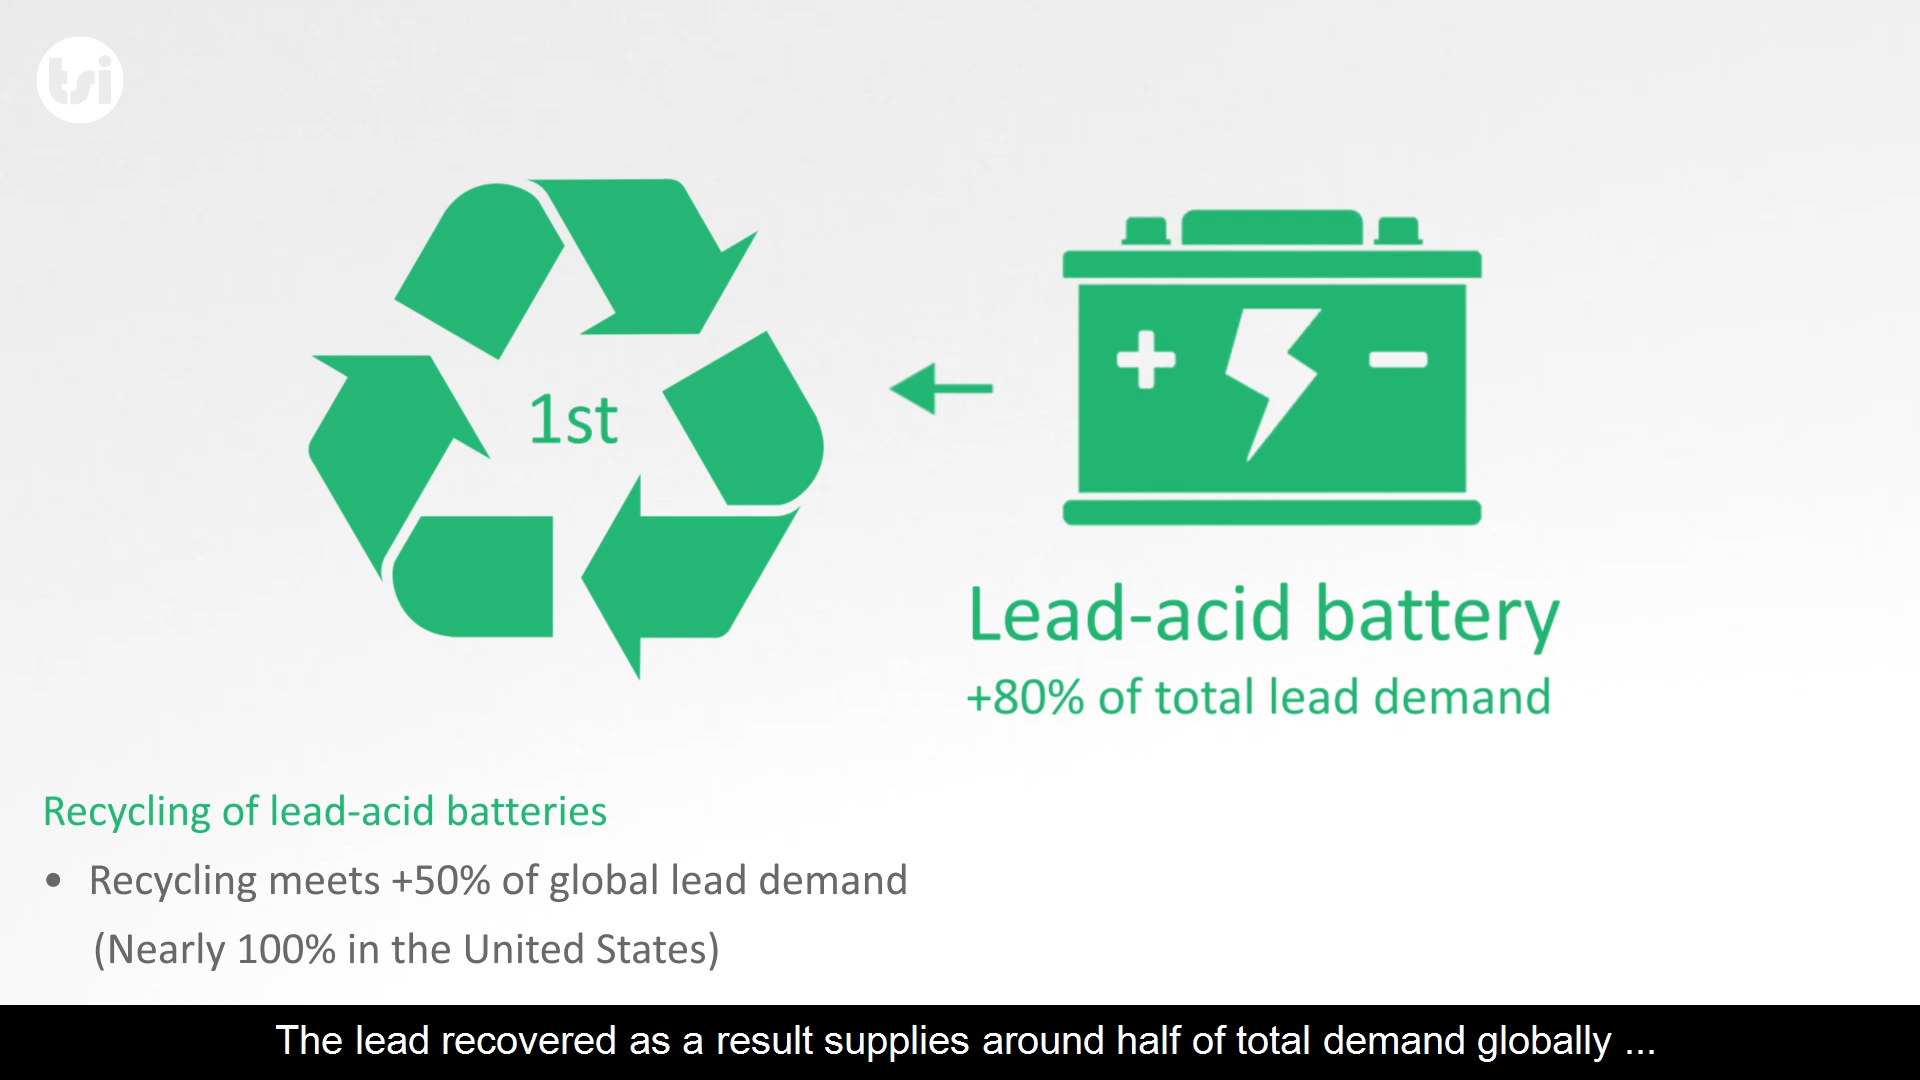 tsi
1st
+ −
Lead-acid battery
+80% of total lead demand
Recycling of lead-acid batteries
• Recycling meets +50% of global lead demand
(Nearly 100% in the United States)
The lead recovered as a result supplies around half of total demand globally ...